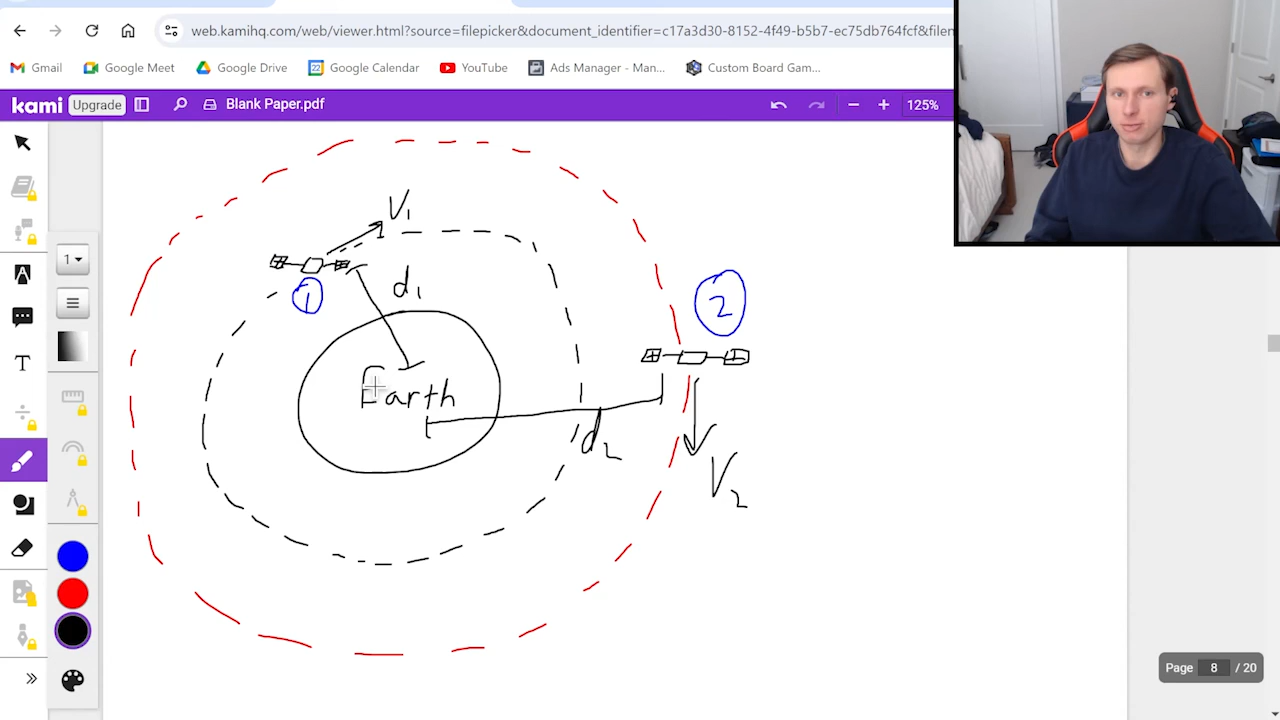 web.kamihq.com/web/viewer.html?source=filepicker&document_identifier=c17a3d30-8152-4f49-b5b7-ec75db764fcf&filen
Gmail
Google Meet
Google Drive
22
Google Calendar
YouTube
Ads Manager - Man...
Custom Board Gam...
kami
Upgrade
Blank Paper.pdf
125%
A
T
1
V1
d1
1
2
Earth
d2
V2
Page 8 / 20